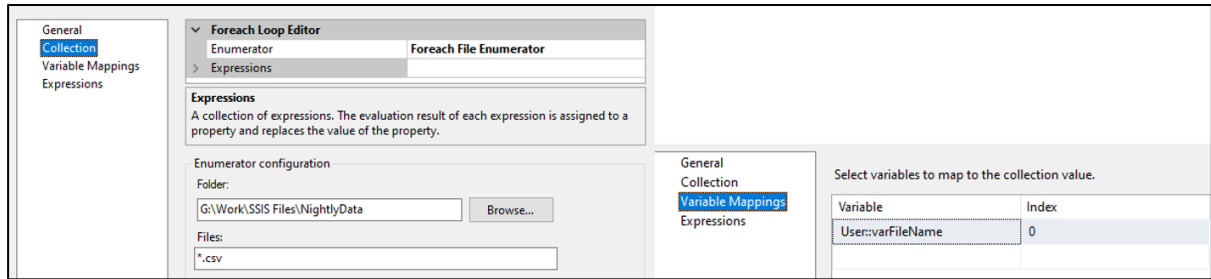 General
Collection
Variable Mappings
Expressions
Foreach Loop Editor
Enumerator Foreach File Enumerator
Expressions
Expressions
A collection of expressions. The evaluation result of each expression is assigned to a
property and replaces the value of the property.
Enumerator configuration
Folder:
G:\Work\SSIS Files\NightlyData Browse...
Files:
*.csv
General
Collection
Variable Mappings
Expressions
Select variables to map to the collection value.
Variable Index
User::varFileName 0